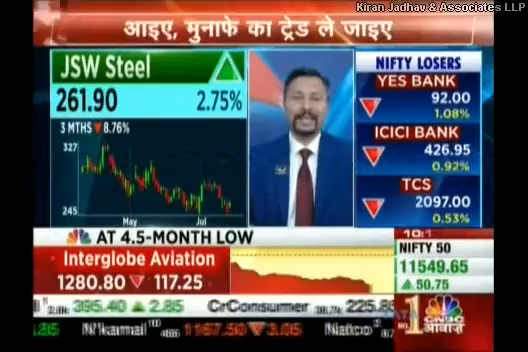 Kiran Jadhav & Associates LLP
आइए, मुनाफे का ट्रेड ले जाइए
JSW Steel
261.90 2.75%
3 MTHS 8.76%
327
245
May Jul
NIFTY LOSERS
YES BANK
92.00
1.08%
ICICI BANK
426.95
0.92%
TCS
2097.00
0.53%
AT 4.5-MONTH LOW
Interglobe Aviation
1280.80 117.25
NIFTY 50
11549.65
50.75
395.40 2.85 CrConsumer 225.85
3.05
No. 1 CNBC
आवाज़